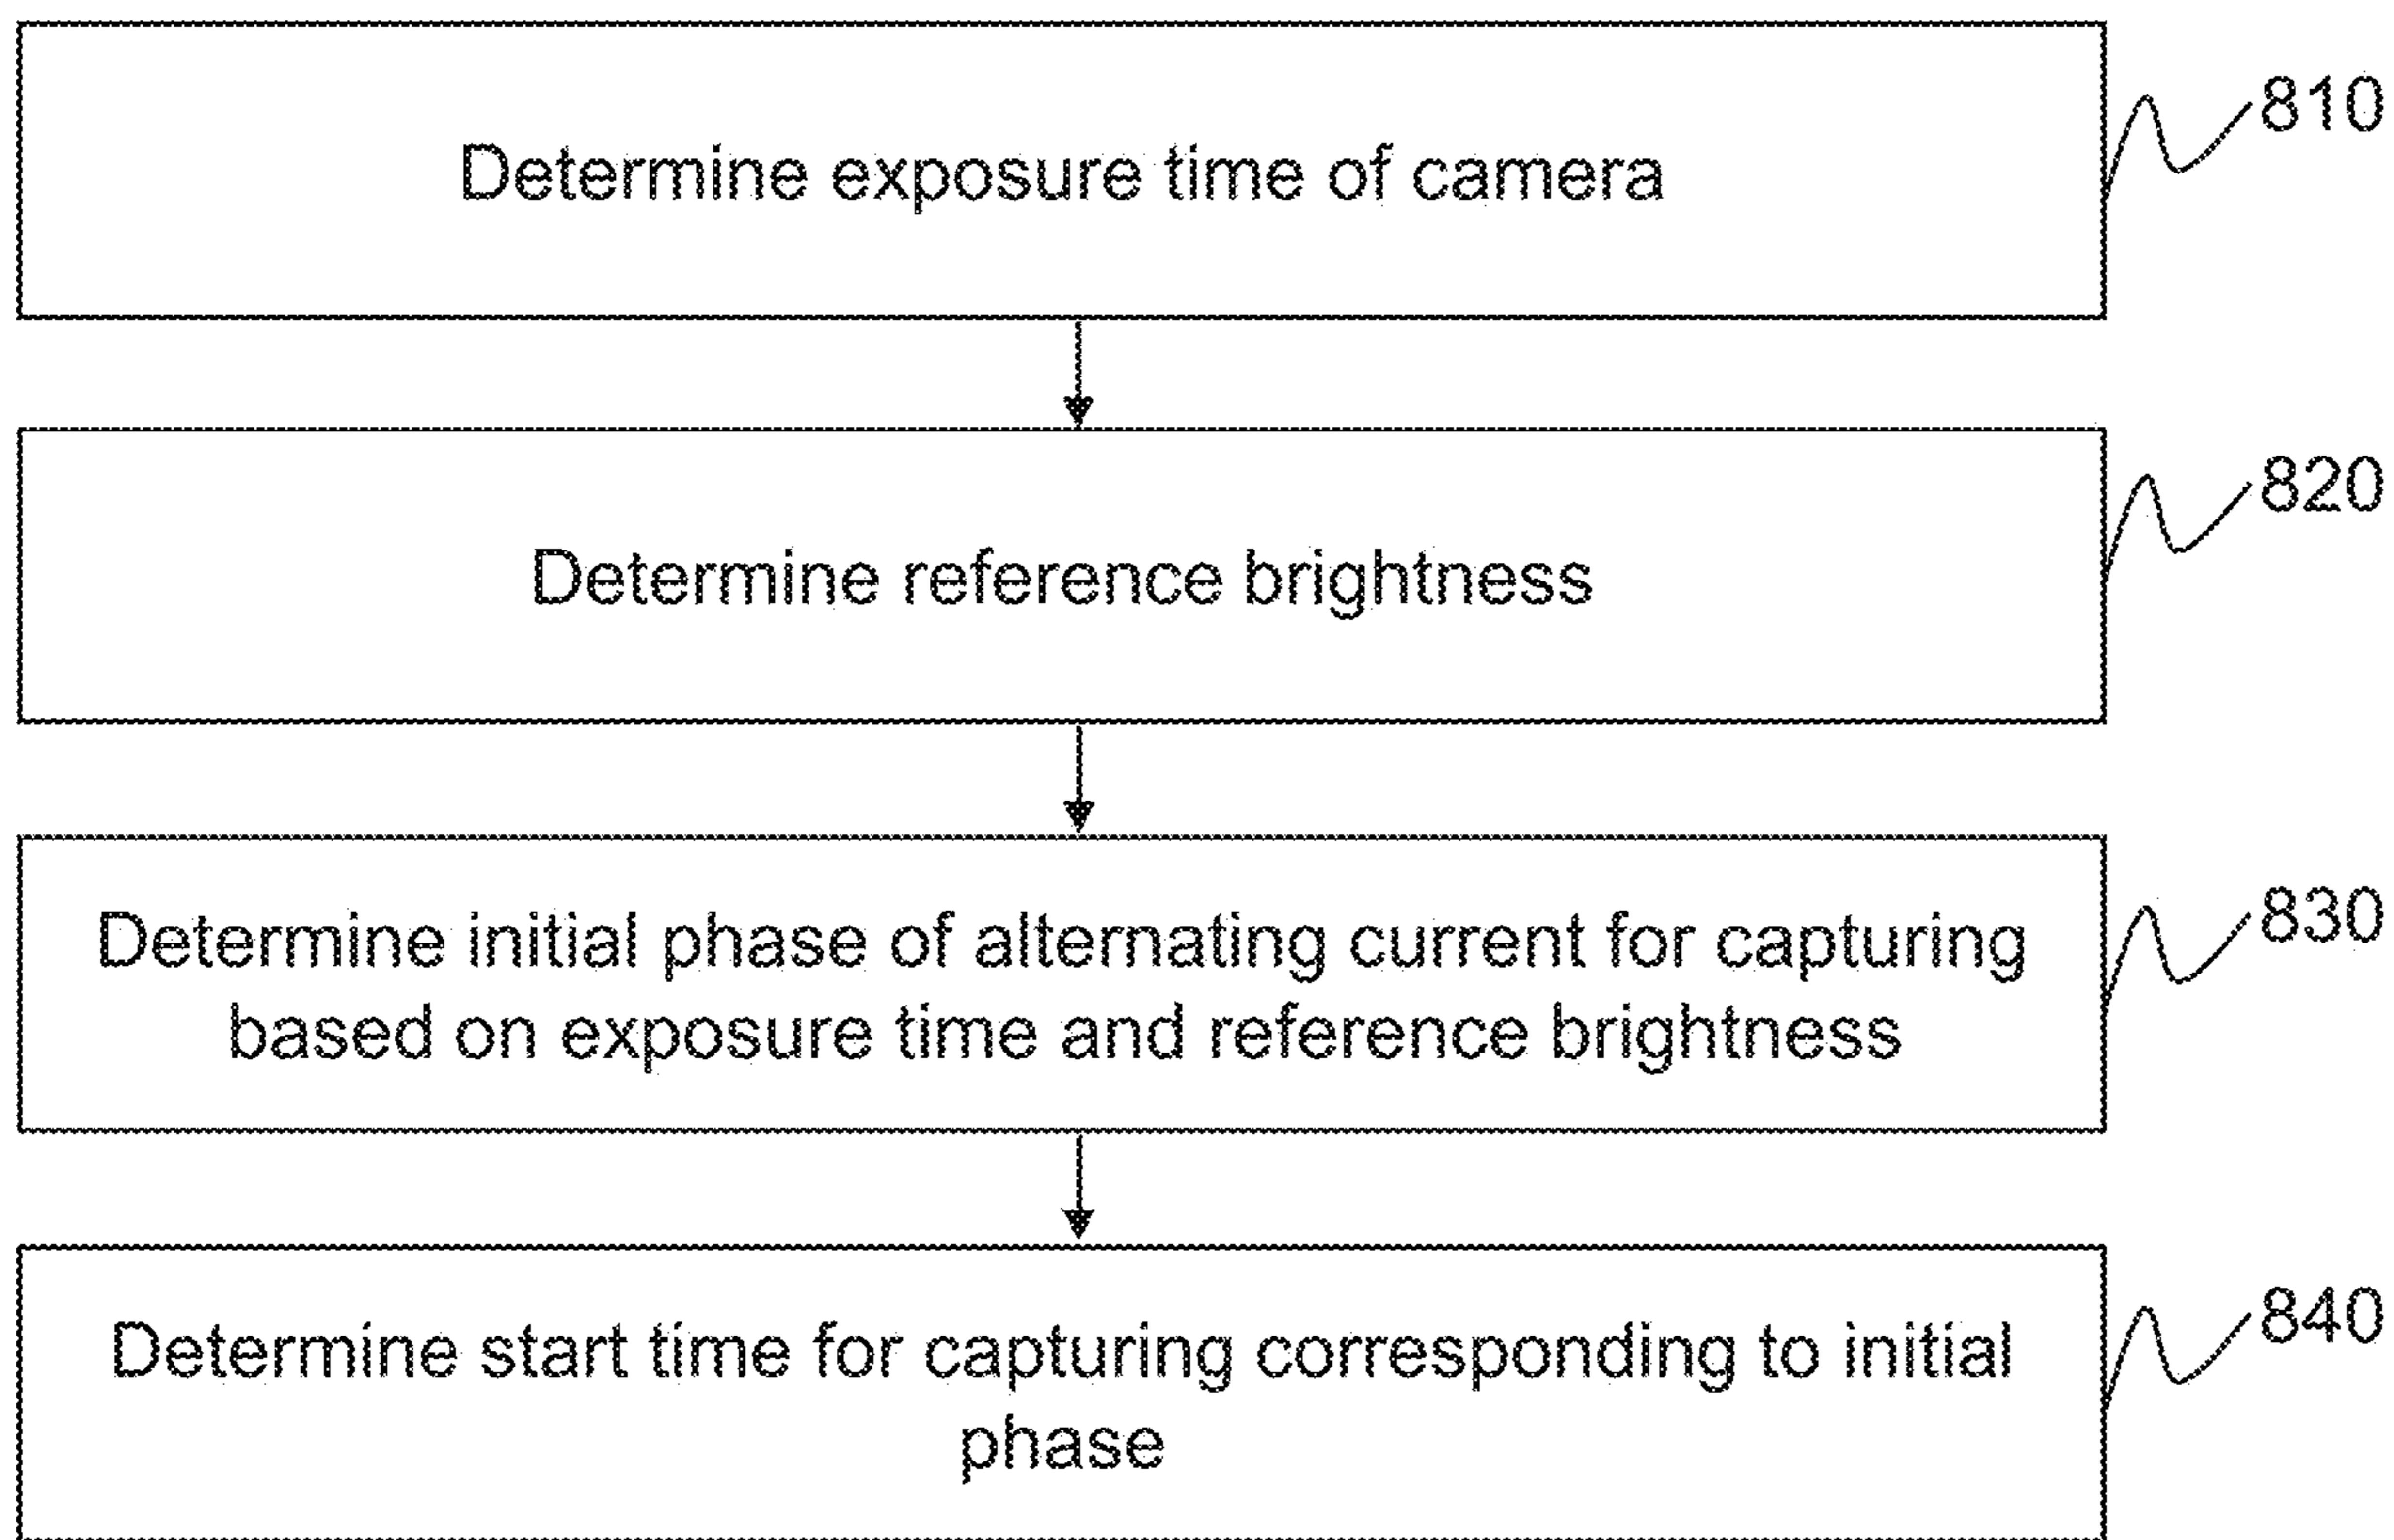 Determine exposure time of camera
810
Determine reference brightness
820
Determine initial phase of alternating current for capturing
based on exposure time and reference brightness
830
Determine start time for capturing corresponding to initial
phase
840